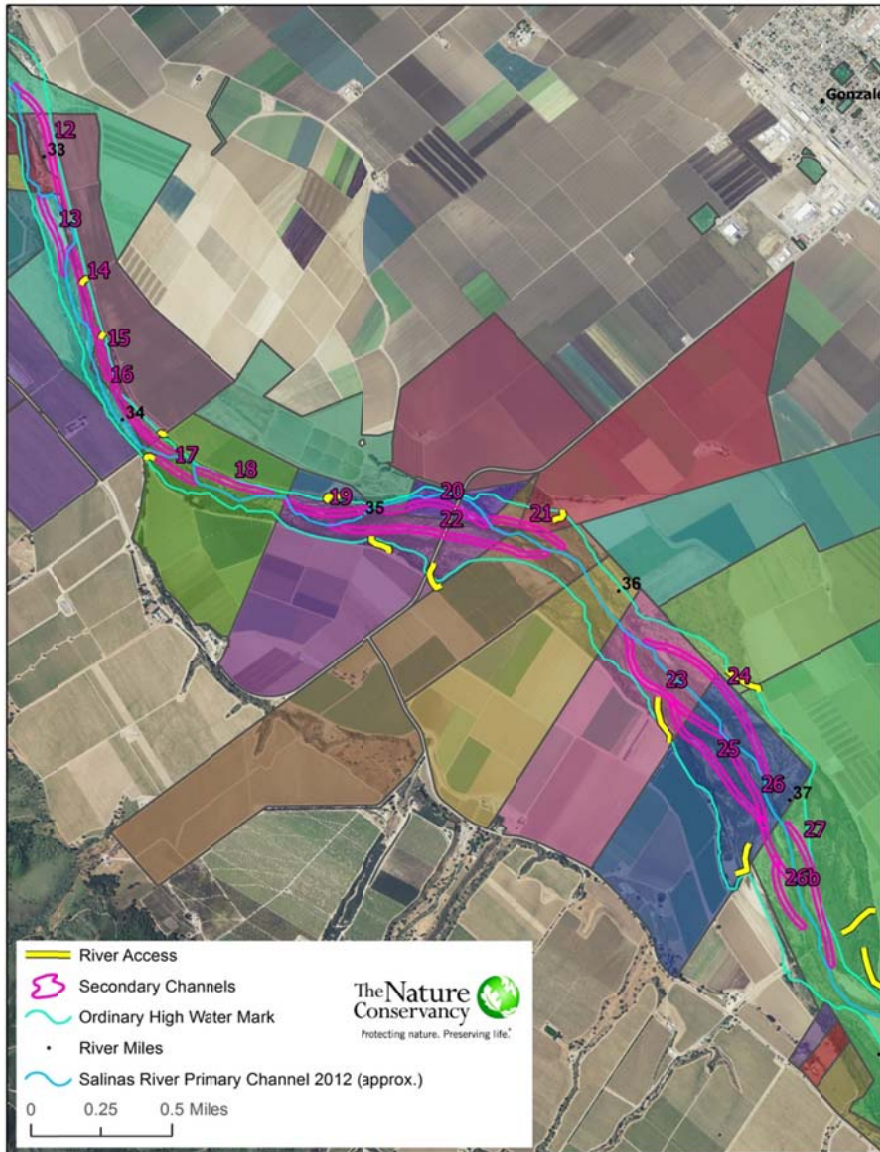 Gonzale
12
33
13
14
15
16
34
17
18
19
35
20
22
21
36
24
23
25
26
37
27
26b
River Access
Secondary Channels
Ordinary High Water Mark
River Miles
Salinas River Primary Channel 2012 (approx.)
0 0.25 0.5 Miles
The Nature
Conservancy
Protecting nature. Preserving life.